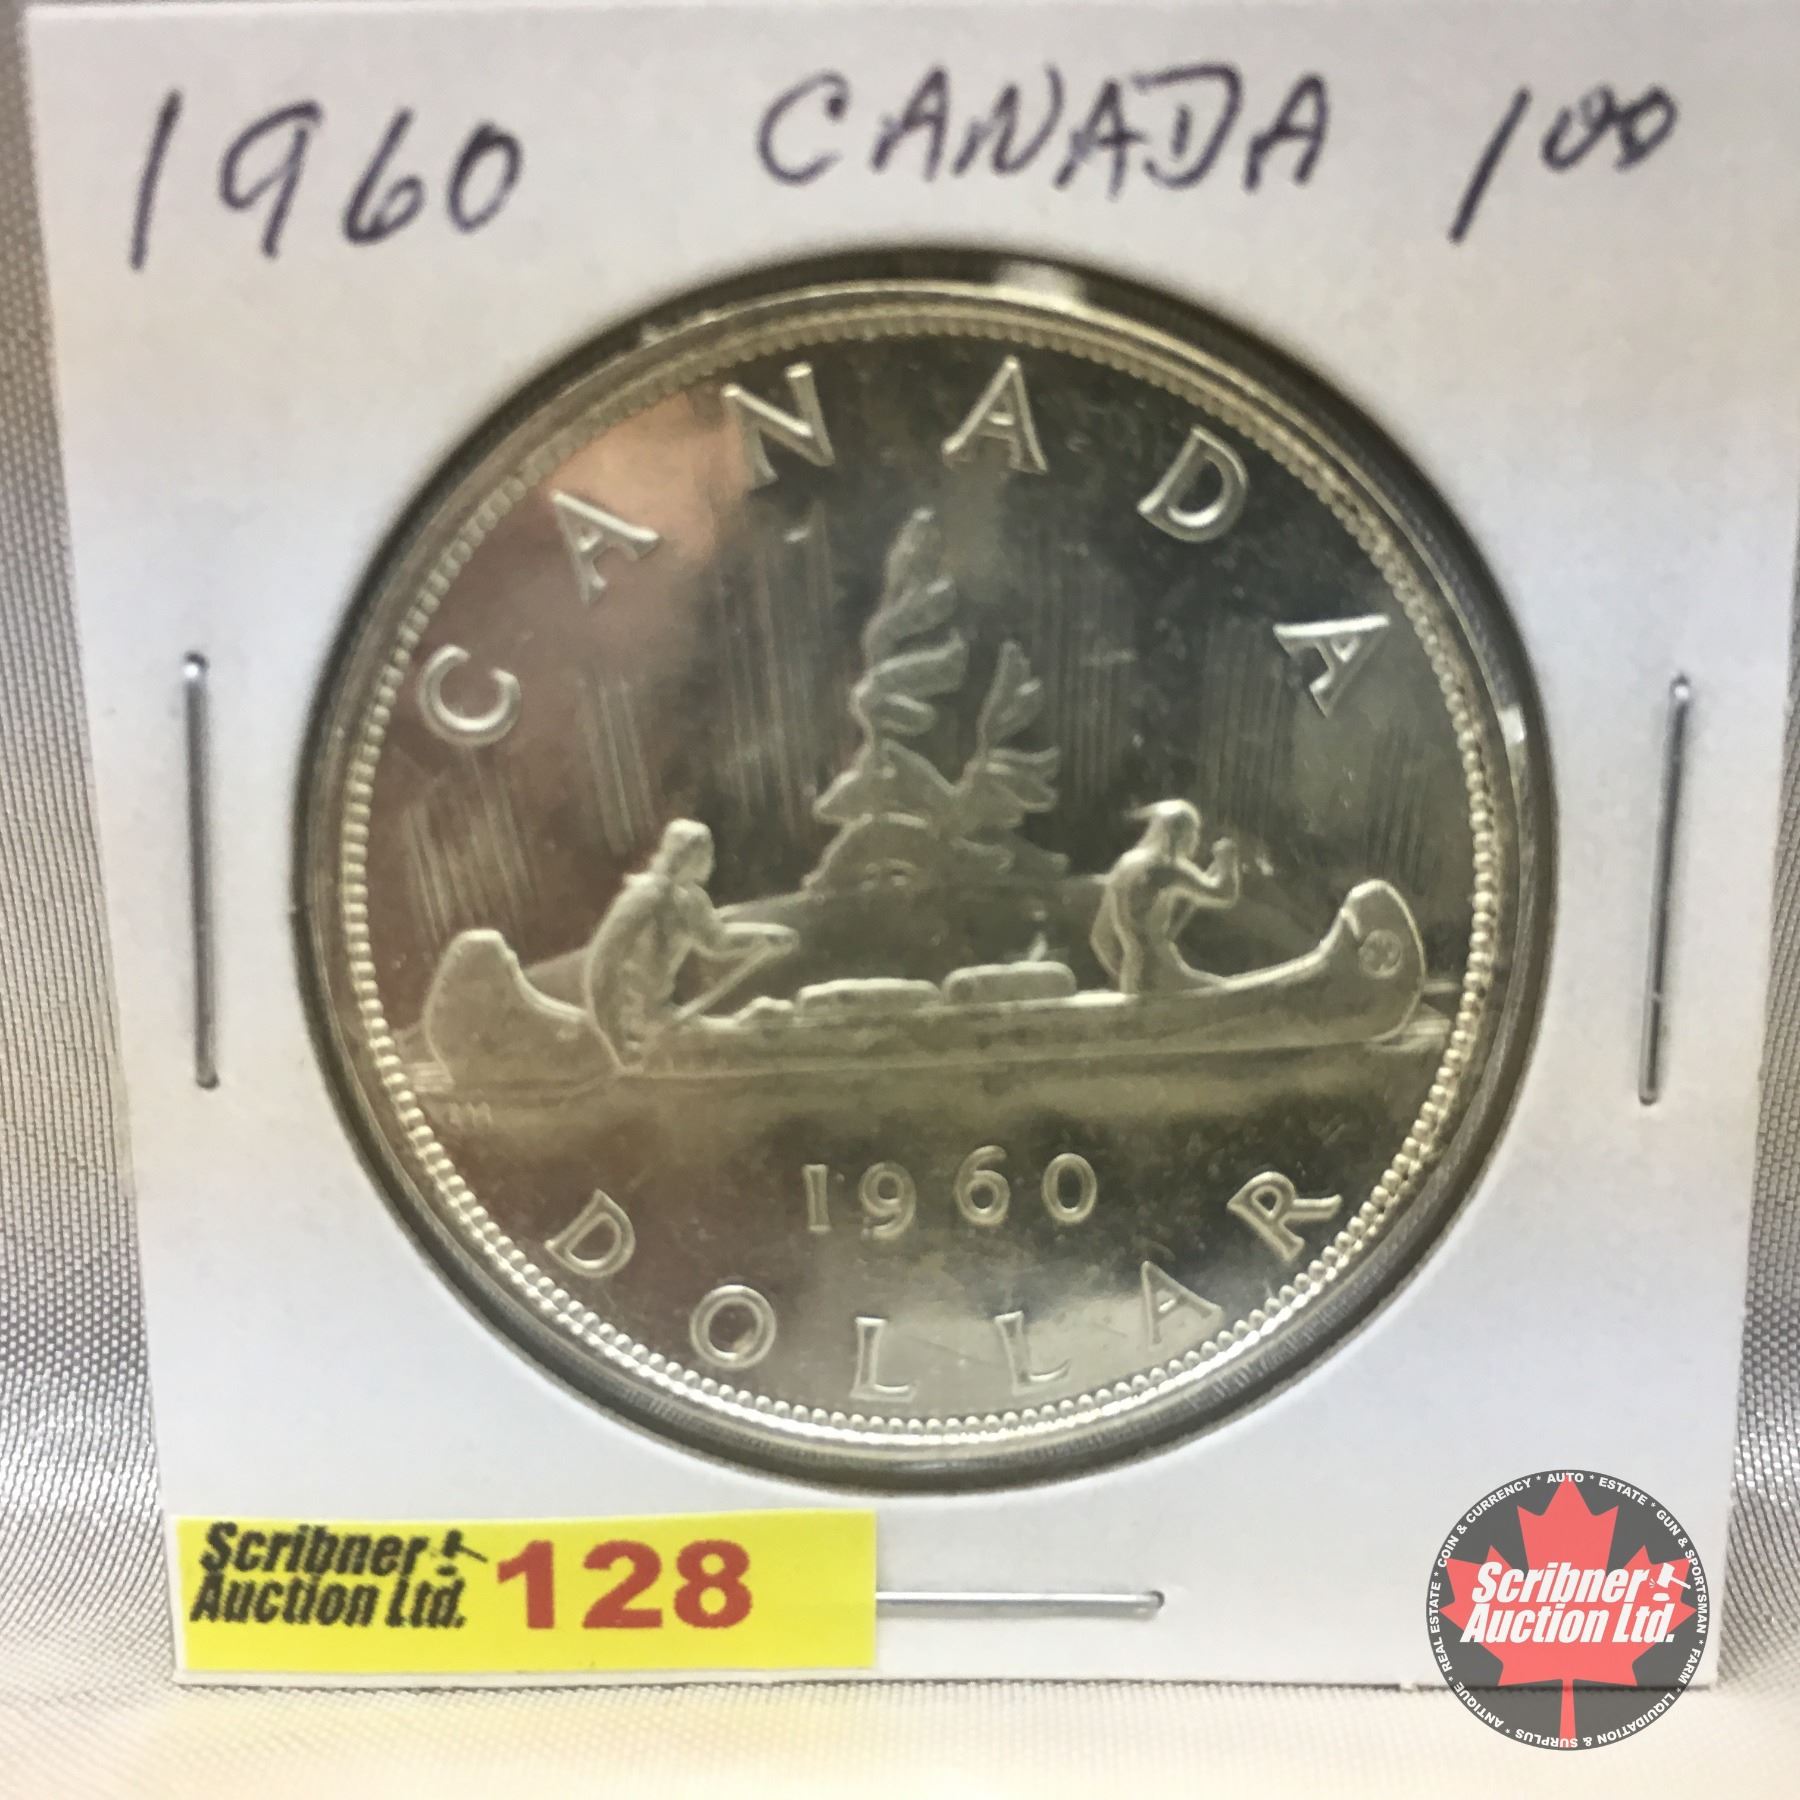 1960 CANADA 1 00
CANADA
1960
DOLLAR
Scribner
Auction Ltd. 128
COIN & CURRENCY * AUTO * ESTATE * GUN & SPORTSMAN * FARM * LIQUIDATION & SURPLUS * ANTIQUE * REAL ESTATE *
Scribner
Auction Ltd.